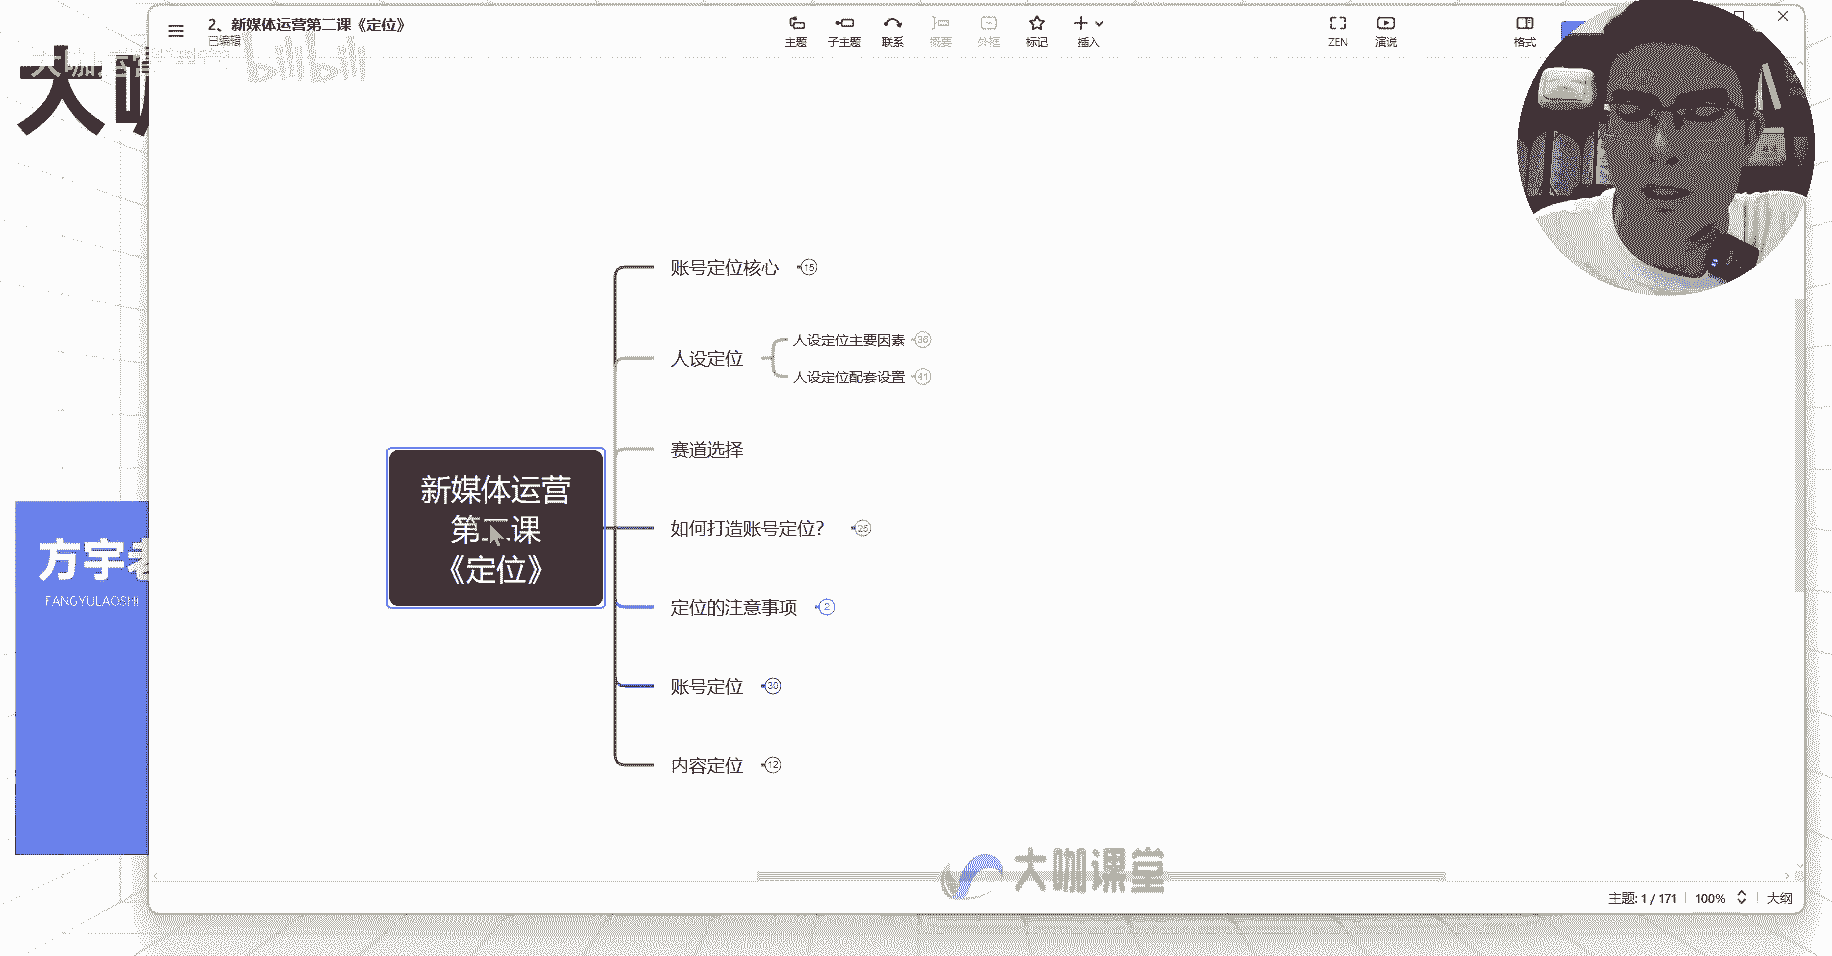 2、新媒体运营第二课《定位》
已编辑
主题
子主题
联系
概要
外框
标记
插入
ZEN
演说
格式
bilibili
大咖
账号定位核心 15
人设定位
人设定位主要因素 36
人设定位配套设置 41
赛道选择
新媒体运营
第二课
《定位》
如何打造账号定位? 26
定位的注意事项 2
账号定位 30
内容定位 12
方宇老
FANGYULAOSHI
大咖课堂
主题: 1 / 171
100%
大纲